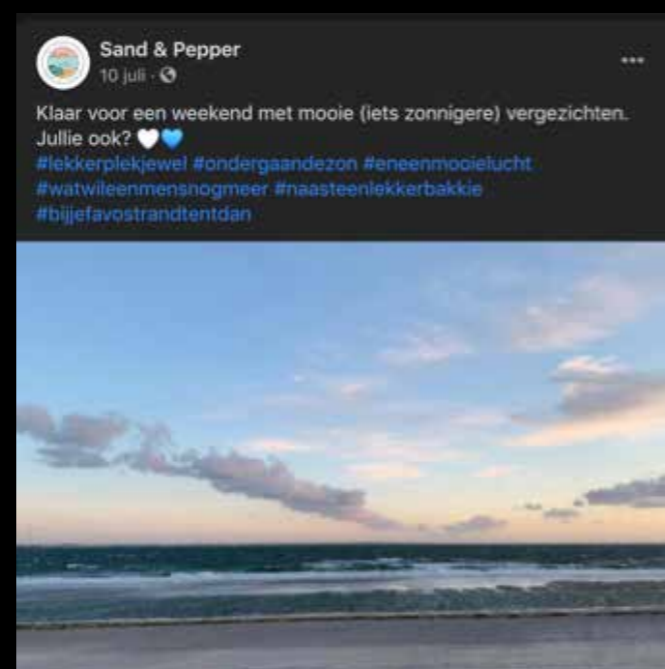 Sand & Pepper
10 juli ·
Klaar voor een weekend met mooie (iets zonnigere) vergezichten.
Jullie ook? 🤍💙
#lekkerplekjewel #ondergaandezon #eneenmooielucht
#watwileenmensnogmeer #naasteenlekkerbakkie
#bijjefavostrandtentdan